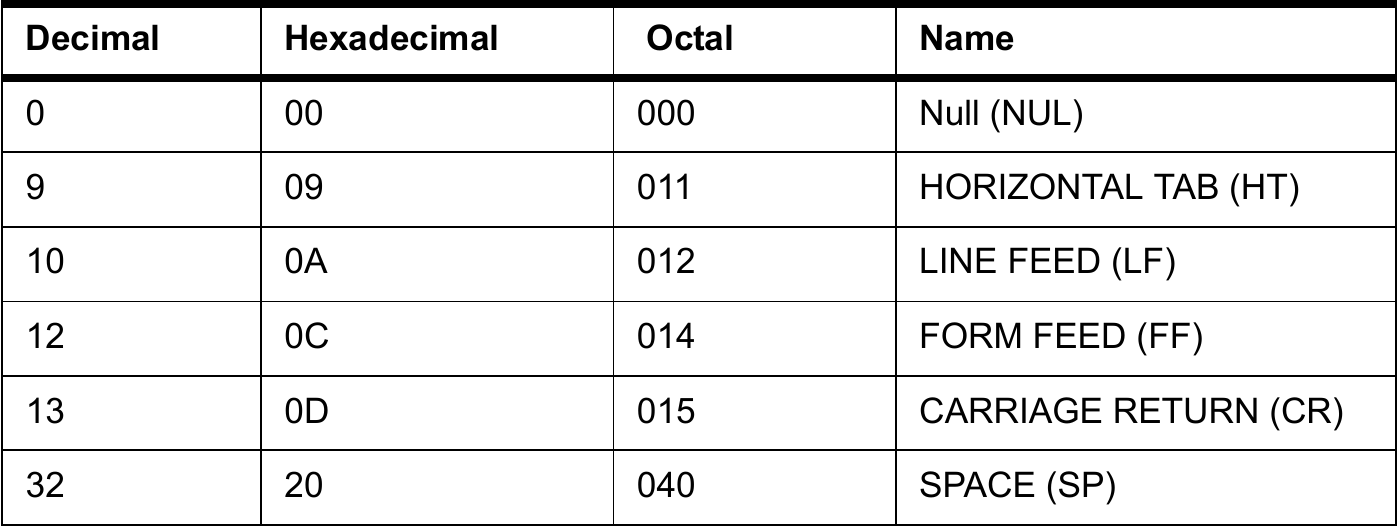 Decimal Hexadecimal Octal Name
0 00 000 Null (NUL)
9 09 011 HORIZONTAL TAB (HT)
10 0A 012 LINE FEED (LF)
12 0C 014 FORM FEED (FF)
13 0D 015 CARRIAGE RETURN (CR)
32 20 040 SPACE (SP)